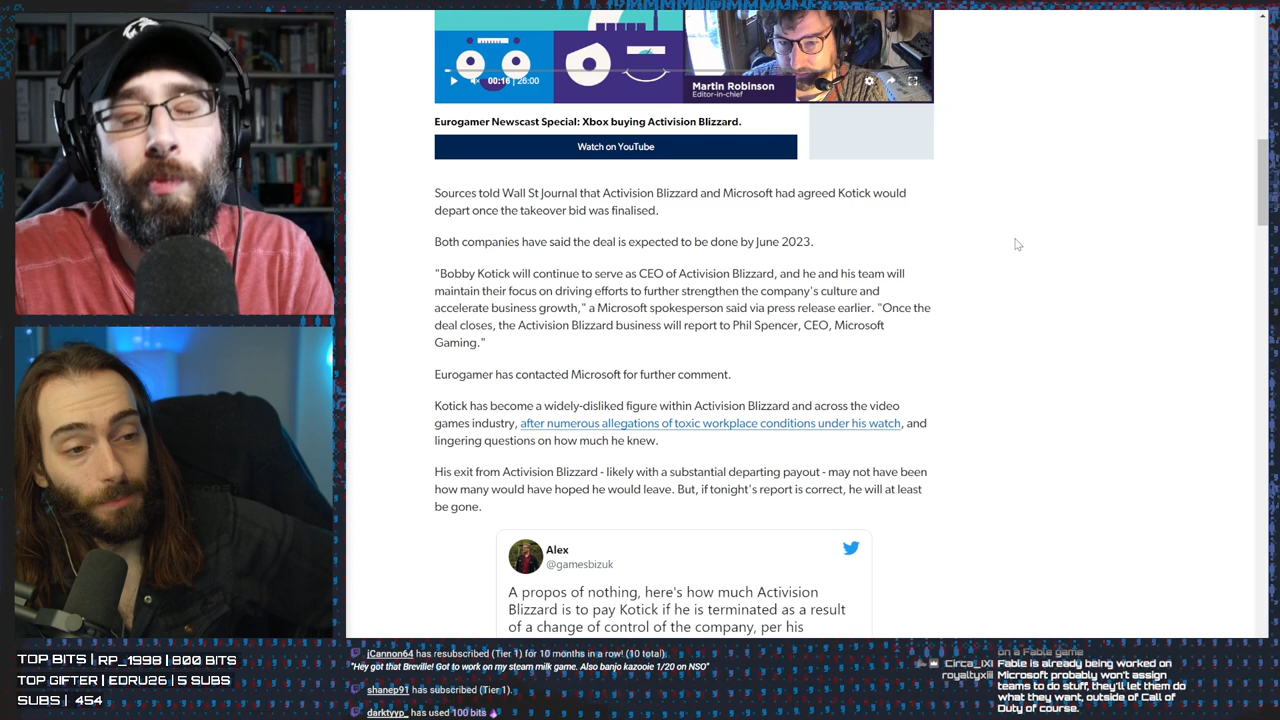 Martin Robinson
Editor-in-chief
00:16 | 26:00
Eurogamer Newscast Special: Xbox buying Activision Blizzard.
Watch on YouTube
Sources told Wall St Journal that Activision Blizzard and Microsoft had agreed Kotick would
depart once the takeover bid was finalised.
Both companies have said the deal is expected to be done by June 2023.
"Bobby Kotick will continue to serve as CEO of Activision Blizzard, and he and his team will
maintain their focus on driving efforts to further strengthen the company's culture and
accelerate business growth," a Microsoft spokesperson said via press release earlier. "Once the
deal closes, the Activision Blizzard business will report to Phil Spencer, CEO, Microsoft
Gaming."
Eurogamer has contacted Microsoft for further comment.
Kotick has become a widely-disliked figure within Activision Blizzard and across the video
games industry, after numerous allegations of toxic workplace conditions under his watch, and
lingering questions on how much he knew.
His exit from Activision Blizzard - likely with a substantial departing payout - may not have been
how many would have hoped he would leave. But, if tonight's report is correct, he will at least
be gone.
Alex
@gamesbizuk
A propos of nothing, here's how much Activision
Blizzard is to pay Kotick if he is terminated as a result
of a change of control of the company, per his
TOP BITS | RP_1998 | 800 BITS
TOP GIFTER | EDRU26 | 5 SUBS
SUBS | 454
jCannon64 has resubscribed (Tier 1) for 10 months in a row! (10 total).
"Hey got that Breville! Got to work on my steam milk game. Also banjo kazooie 1/20 on NSO"
shanep91 has subscribed (Tier 1).
darktyyp_ has used 100 bits
on a Fable game
Circa_IXI Fable is already being worked on
royaltyxiii Microsoft probably won't assign
teams to do stuff, they'll let them do
what they want, outside of Call of
Duty of course.